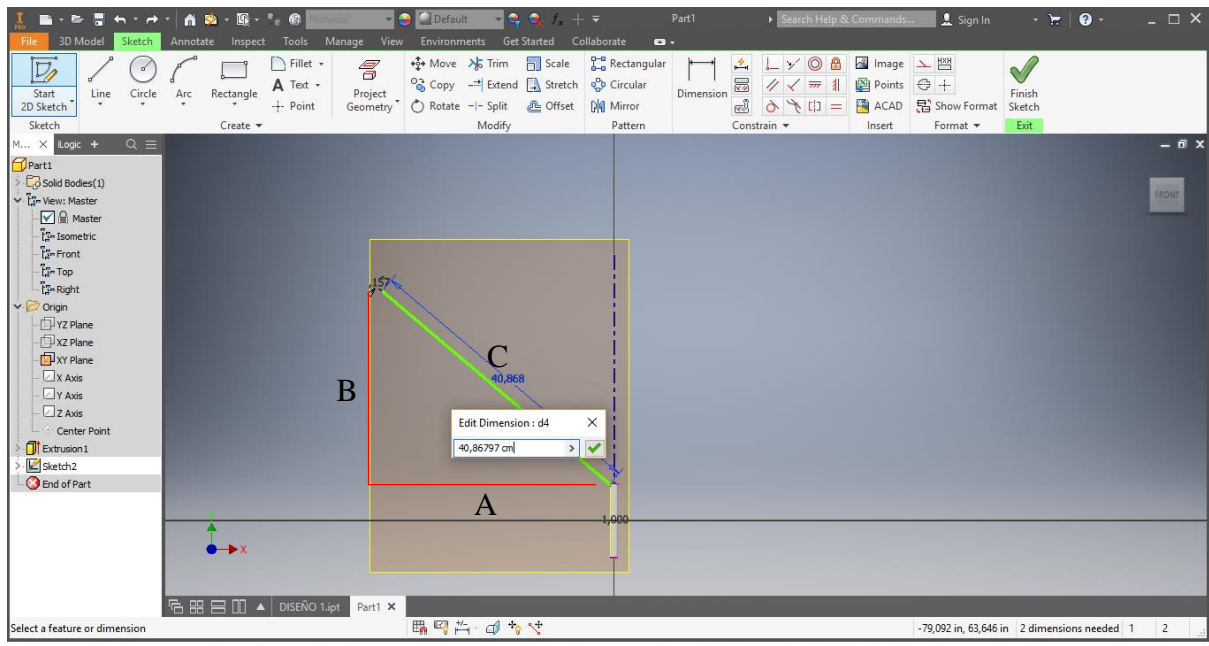 I PRO Material Default fx Part1 Search Help & Commands... Sign In
File 3D Model Sketch Annotate Inspect Tools Manage View Environments Get Started Collaborate
Fillet Move Trim Scale Rectangular Image
Text Copy Extend Stretch Circular Points
Start 2D Sketch Line Circle Arc Rectangle Point Project Geometry Rotate Split Offset Mirror Dimension ACAD Show Format Finish Sketch
Sketch Create Modify Pattern Constrain Insert Format Exit
M... iLogic +
Part1
Solid Bodies(1)
View: Master
Master
Isometric
Front
Top
Right
Origin
YZ Plane
XZ Plane
XY Plane
X Axis
Y Axis
Z Axis
Center Point
Extrusion1
Sketch2
End of Part
FRONT
,157
C
40,868
B
Edit Dimension : d4
40,86797 cm
A
1,000
X
DISEÑO 1.ipt Part1
Select a feature or dimension -79,092 in, 63,646 in 2 dimensions needed 1 2